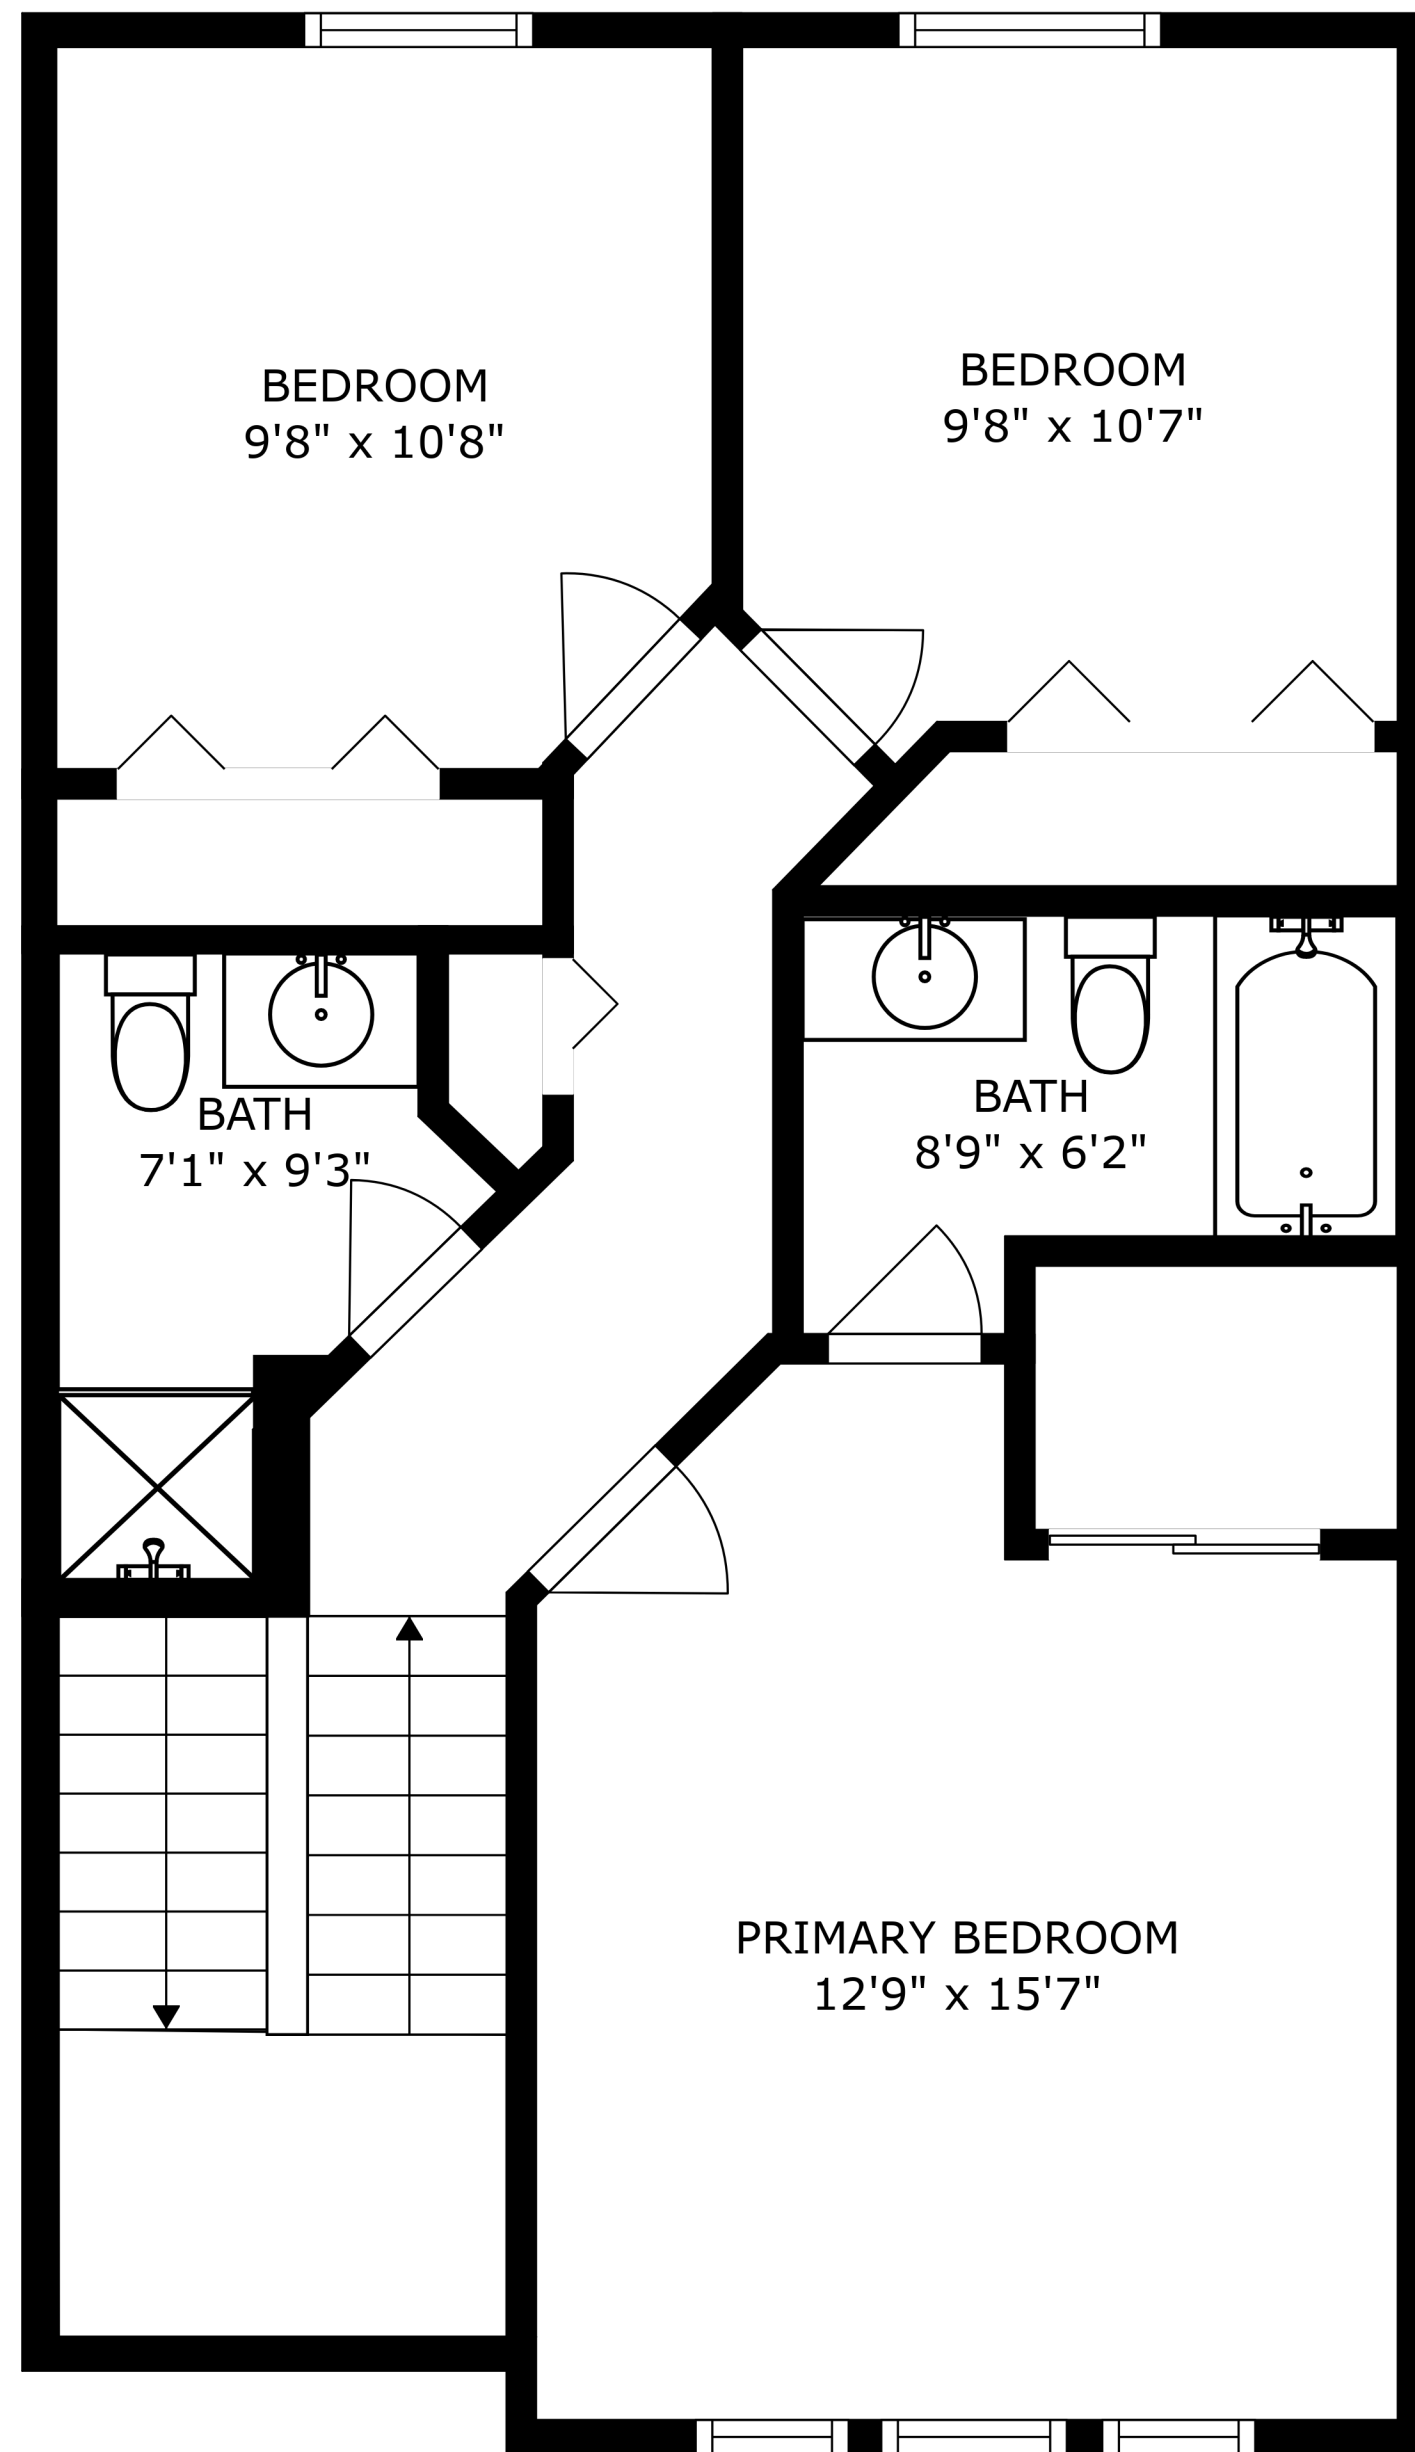 BEDROOM
9'8" x 10'8"
BEDROOM
9'8" x 10'7"
BATH
7'1" x 9'3"
BATH
8'9" x 6'2"
PRIMARY BEDROOM
12'9" x 15'7"